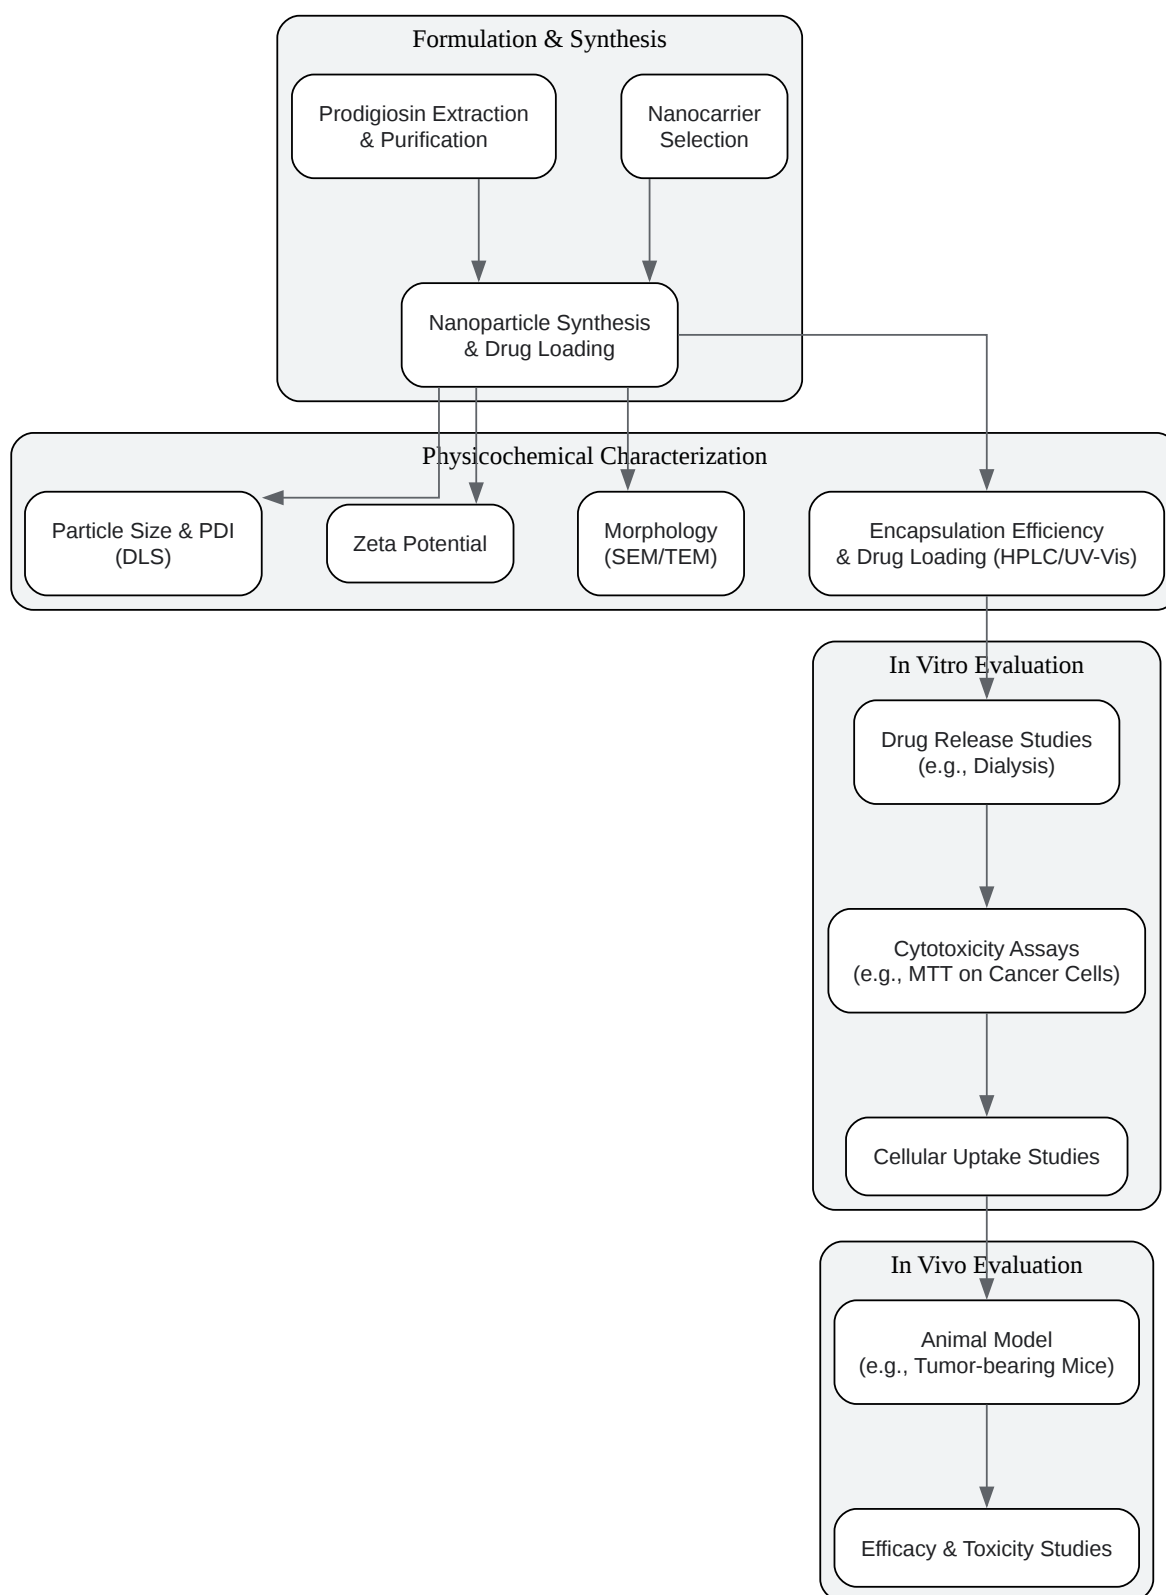 Formulation & Synthesis
Prodigiosin Extraction
& Purification
Nanocarrier
Selection
Nanoparticle Synthesis
& Drug Loading
Physicochemical Characterization
Particle Size & PDI
(DLS)
Zeta Potential
Morphology
(SEM/TEM)
Encapsulation Efficiency
& Drug Loading (HPLC/UV-Vis)
In Vitro Evaluation
Drug Release Studies
(e.g., Dialysis)
Cytotoxicity Assays
(e.g., MTT on Cancer Cells)
Cellular Uptake Studies
In Vivo Evaluation
Animal Model
(e.g., Tumor-bearing Mice)
Efficacy & Toxicity Studies